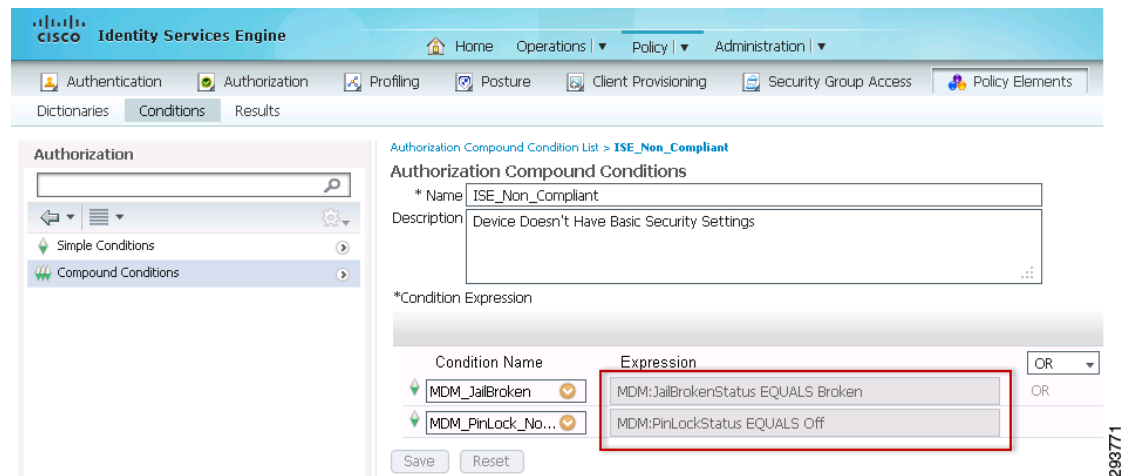 CISCO Identity Services Engine
Home Operations | Policy | Administration |
Authentication Authorization Profiling Posture Client Provisioning Security Group Access Policy Elements
Dictionaries Conditions Results
Authorization
Simple Conditions
Compound Conditions
Authorization Compound Condition List > ISE_Non_Compliant
Authorization Compound Conditions
* Name ISE_Non_Compliant
Description Device Doesn't Have Basic Security Settings
*Condition Expression
Condition Name Expression OR
MDM_JailBroken MDM:JailBrokenStatus EQUALS Broken OR
MDM_PinLock_No... MDM:PinLockStatus EQUALS Off
Save Reset
293771